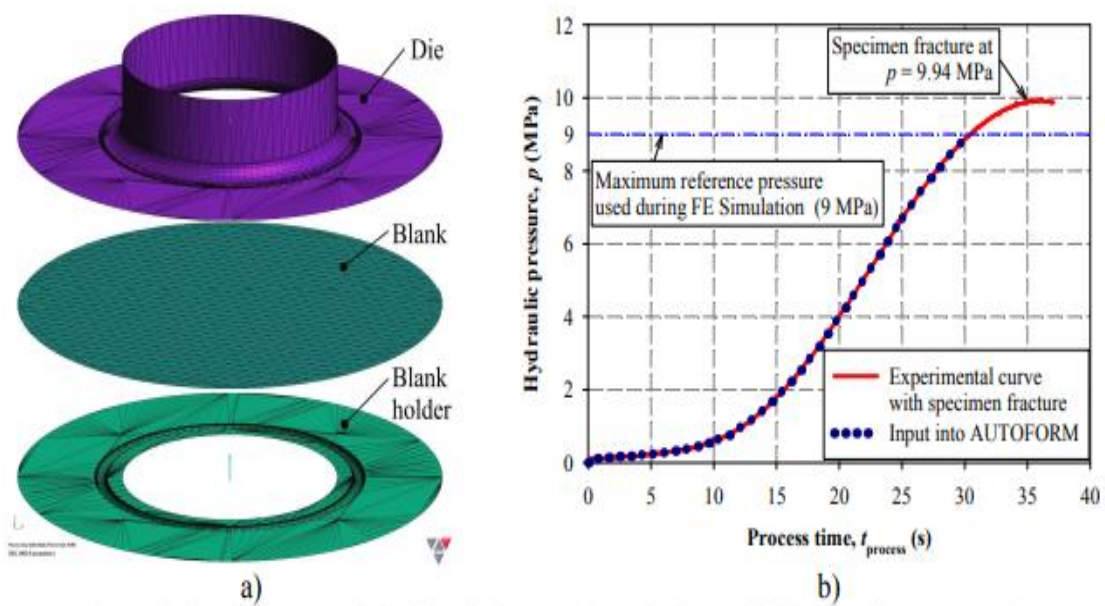 Die
Blank
Blank
holder
a)
12
11
10
9
8
6
4
2
0
0
5
10
15
20
25
30
35
40
Hydraulic pressure, p (MPa)
Process time, tprocess (s)
Specimen fracture at
p = 9.94 MPa
Maximum reference pressure
used during FE Simulation (9 MPa)
Experimental curve
with specimen fracture
Input into AUTOFORM
b)